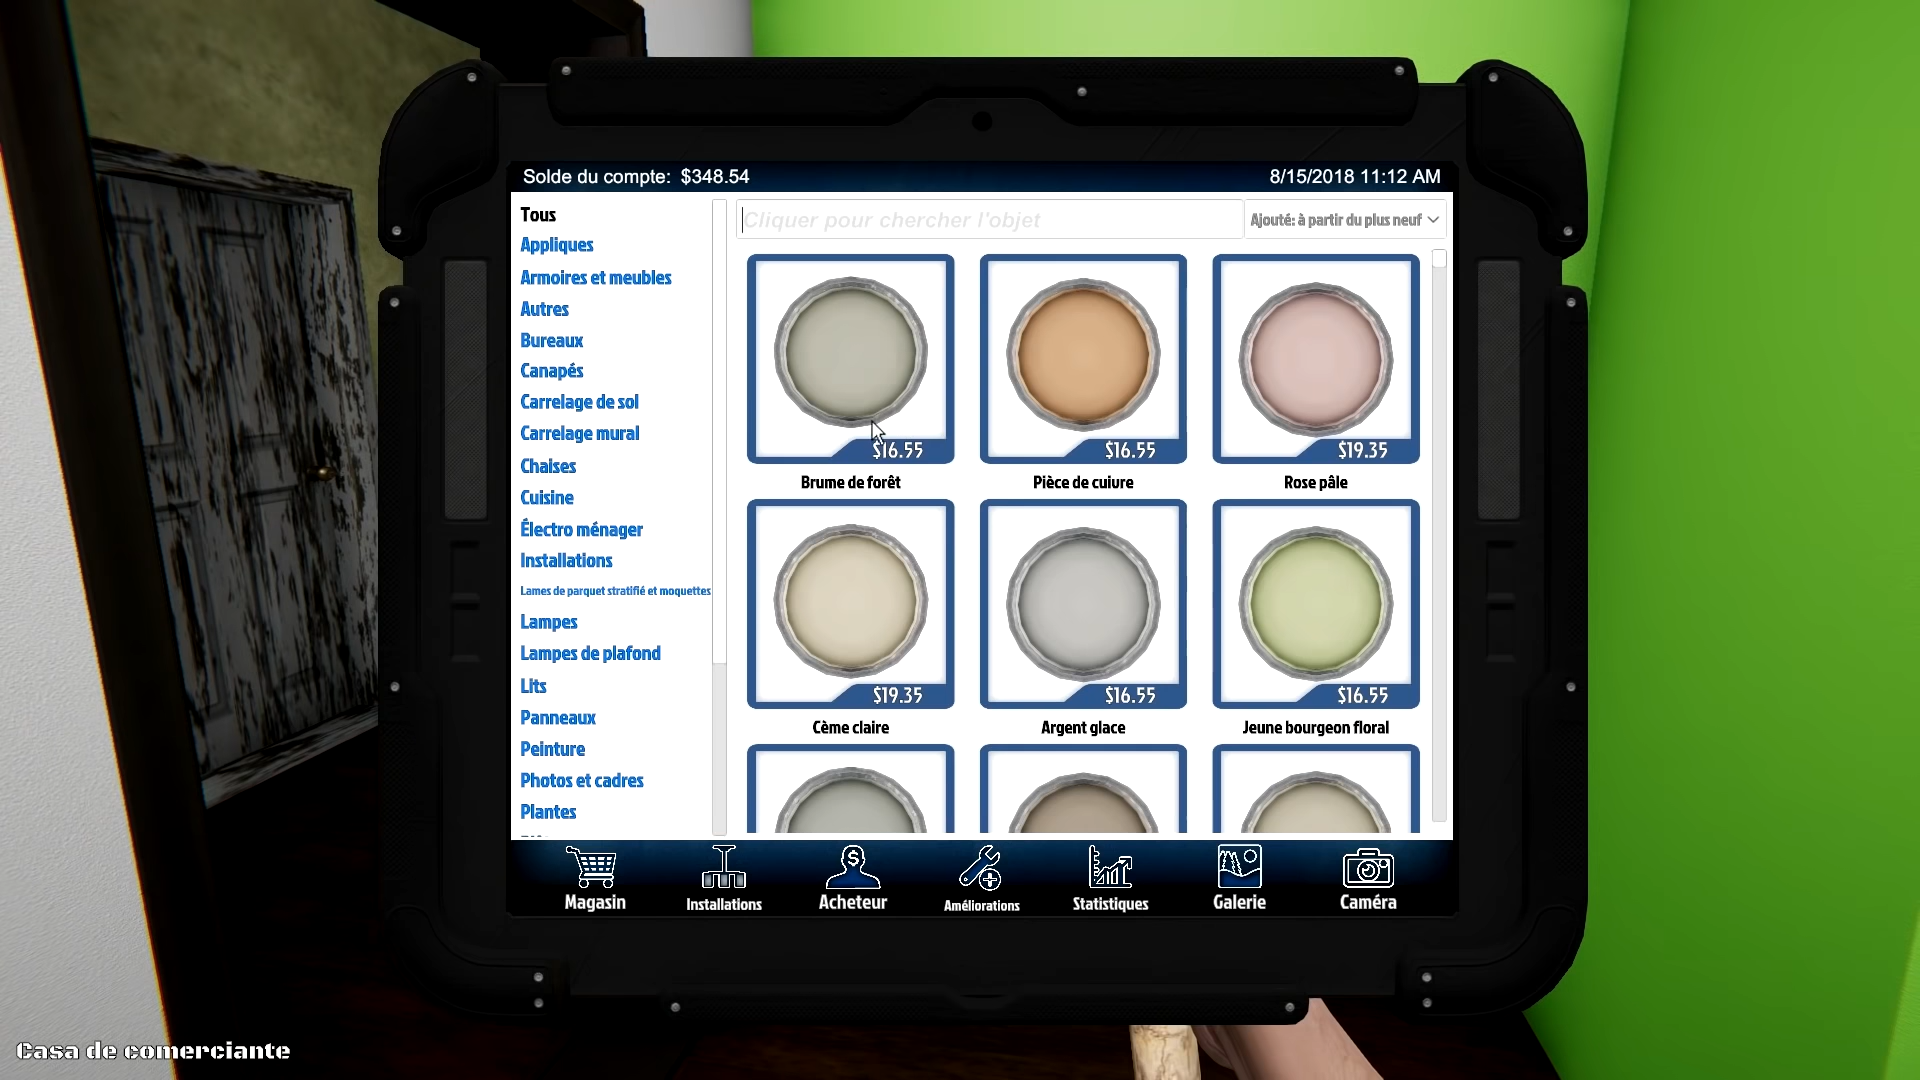 Solde du compte: $348.54
8/15/2018 11:12 AM
Tous
Appliques
Armoires et meubles
Autres
Bureaux
Canapés
Carrelage de sol
Carrelage mural
Chaises
Cuisine
Électro ménager
Installations
Lames de parquet stratifié et moquettes
Lampes
Lampes de plafond
Lits
Panneaux
Peinture
Photos et cadres
Plantes
Cliquer pour chercher l'objet
Ajouté: à partir du plus neuf
$16.55
$16.55
$19.35
Brume de forêt
Pièce de cuivre
Rose pâle
$19.35
$16.55
$16.55
Cème claire
Argent glace
Jeune bourgeon floral
Magasin
Installations
Acheteur
Améliorations
Statistiques
Galerie
Caméra
Casa de comerciante